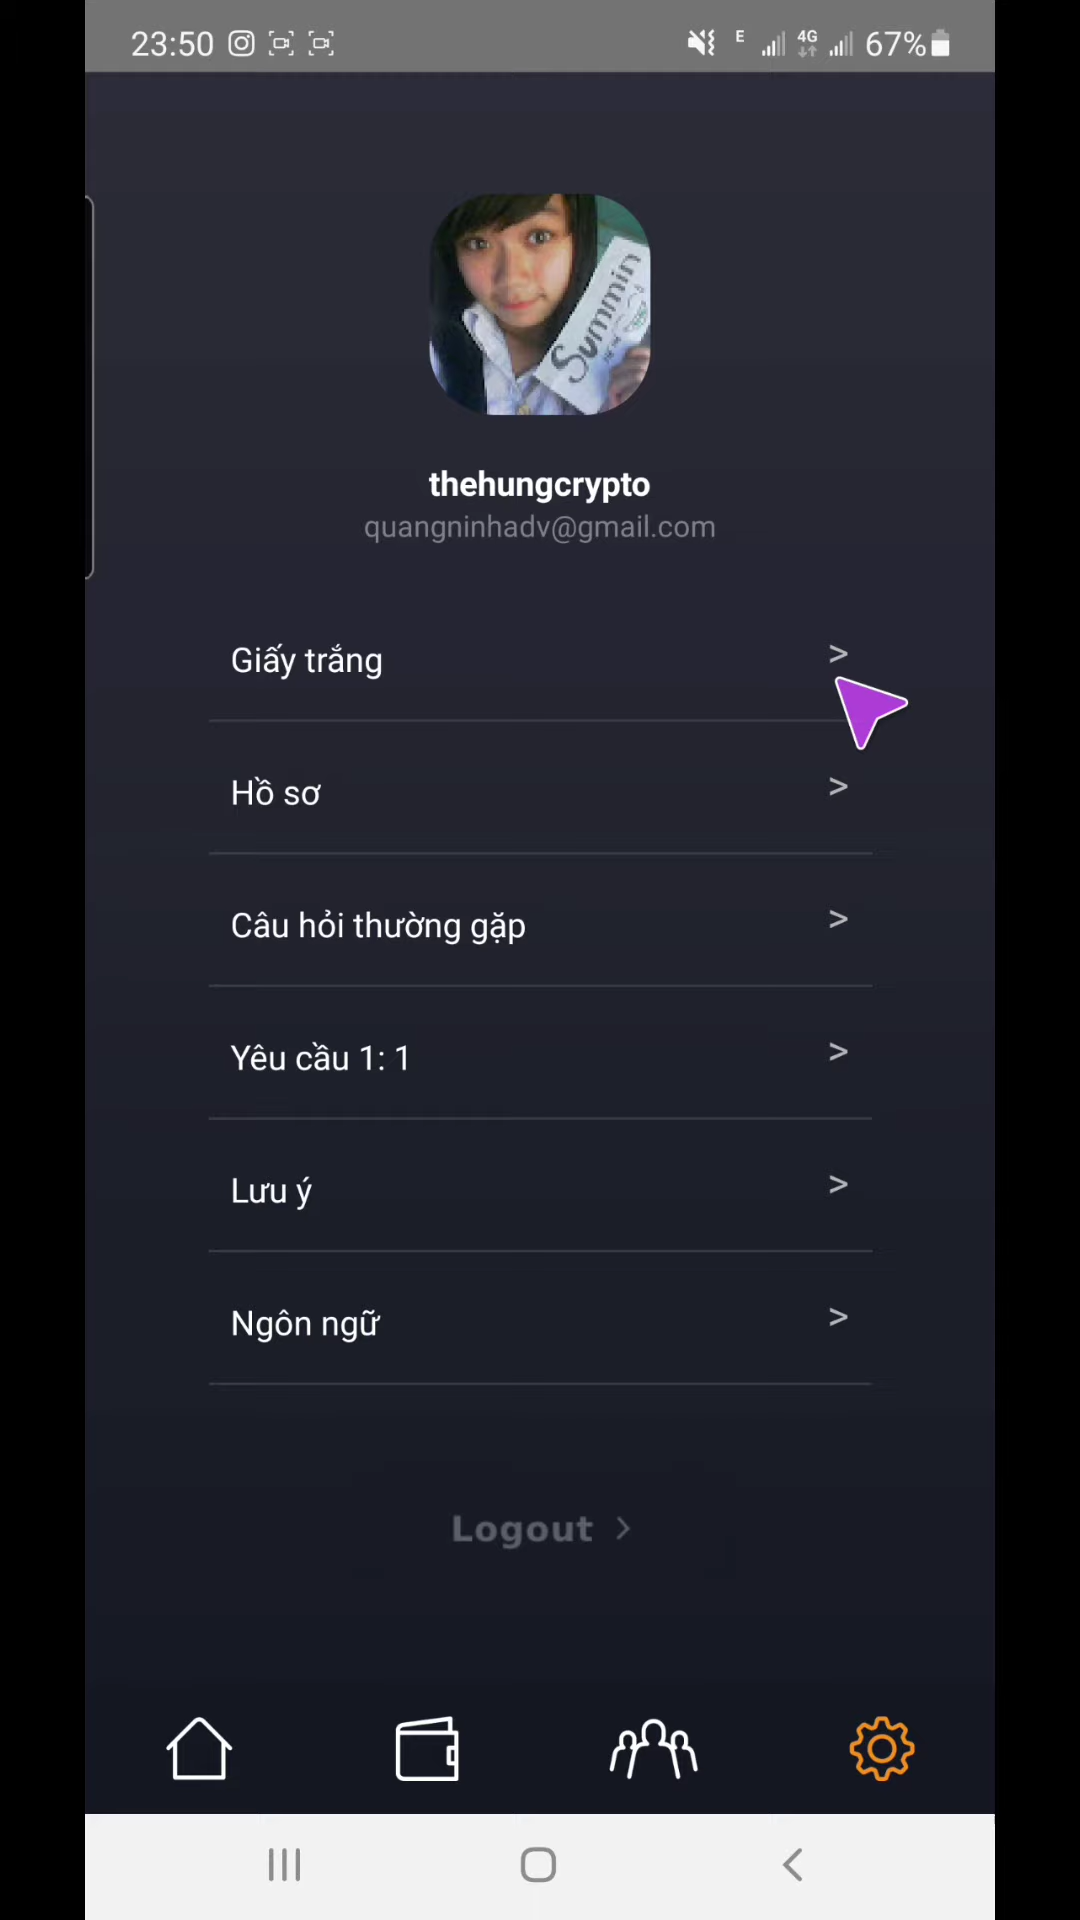 23:50
E 4G 67%
Summin
thehungcrypto
quangninhadv@gmail.com
Giấy trắng >
Hồ sơ >
Câu hỏi thường gặp >
Yêu cầu 1: 1 >
Lưu ý >
Ngôn ngữ >
Logout >